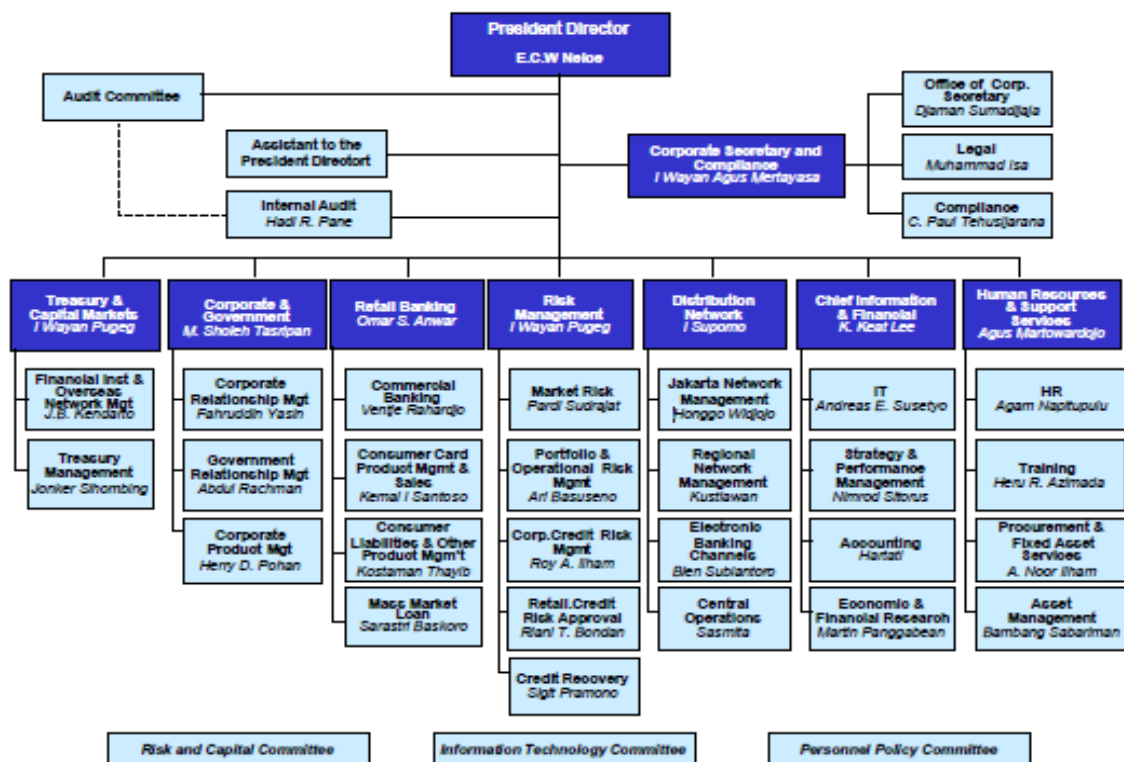 President Director
E.C.W Neloe
Audit Committee
Assistant to the
President Directort
Internal Audit
Hadi R. Pane
Corporate Secretary and
Compliance
I Wayan Agus Mertayasa
Office of Corp.
Secretary
Djaman Sumadijaja
Legal
Muhammad Isa
Compliance
C. Paul Tehusijarana
Treasury &
Capital Markets
I Wayan Pugeg
Financial Inst &
Overseas
Network Mgt
J.B. Kendarto
Treasury
Management
Jonker Sihombing
Corporate &
Government
M. Sholeh Tasripan
Corporate
Relationship Mgt
Fahruddin Yasin
Government
Relationship Mgt
Abdul Rachman
Corporate
Product Mgt
Herry D. Pohan
Retail Banking
Omar S. Anwar
Commercial
Banking
Ventje Rahardjo
Consumer Card
Product Mgmt &
Sales
Kemal I Santoso
Consumer
Liabilities & Other
Product Mgm't
Kostaman Thayib
Mass Market
Loan
Sarastri Baskoro
Risk
Management
I Wayan Pugeg
Market Risk
Pardi Sudrajat
Portfolio &
Operational Risk
Mgmt
Ari Basuseno
Corp.Credit Risk
Mgmt
Roy A. Ilham
Retail.Credit
Risk Approval
Riani T. Bondan
Credit Recovery
Sigit Pramono
Distribution
Network
I Supomo
Jakarta Network
Management
Honggo Widjojo
Regional
Network
Management
Kustiawan
Electronic
Banking
Channels
Bien Subiantoro
Central
Operations
Sasmita
Chief Information
& Financial
K. Keat Lee
IT
Andreas E. Susetyo
Strategy &
Performance
Management
Nimrod Sitorus
Accounting
Hartati
Economic &
Financial Research
Martin Panggabean
Human Resources
& Support
Services
Agus Martowardojo
HR
Agam Napitupulu
Training
Heru R. Azimada
Procurement &
Fixed Asset
Services
A. Noor Ilham
Asset
Management
Bambang Sabariman
Risk and Capital Committee
Information Technology Committee
Personnel Policy Committee